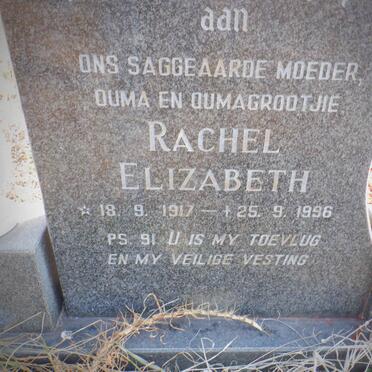 aan
ONS SAGGEAARDE MOEDER,
OUMA EN OUMAGROOTJIE
RACHEL
ELIZABETH
☆ 18. 9. 1917 — † 25. 9. 1996
PS. 91 U IS MY TOEVLUG
EN MY VEILIGE VESTING